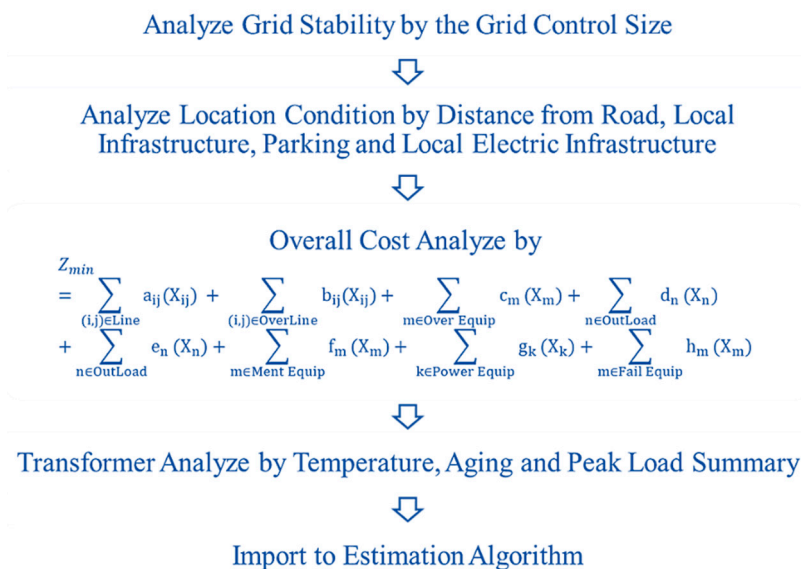 Analyze Grid Stability by the Grid Control Size
Analyze Location Condition by Distance from Road, Local
Infrastructure, Parking and Local Electric Infrastructure
Overall Cost Analyze by
Z_min
= ∑_{(i,j)∈Line} a_ij(X_ij) + ∑_{(i,j)∈OverLine} b_ij(X_ij) + ∑_{m∈Over Equip} c_m (X_m) + ∑_{n∈OutLoad} d_n (X_n)
+ ∑_{n∈OutLoad} e_n (X_n) + ∑_{m∈Ment Equip} f_m (X_m) + ∑_{k∈Power Equip} g_k (X_k) + ∑_{m∈Fail Equip} h_m (X_m)
Transformer Analyze by Temperature, Aging and Peak Load Summary
Import to Estimation Algorithm